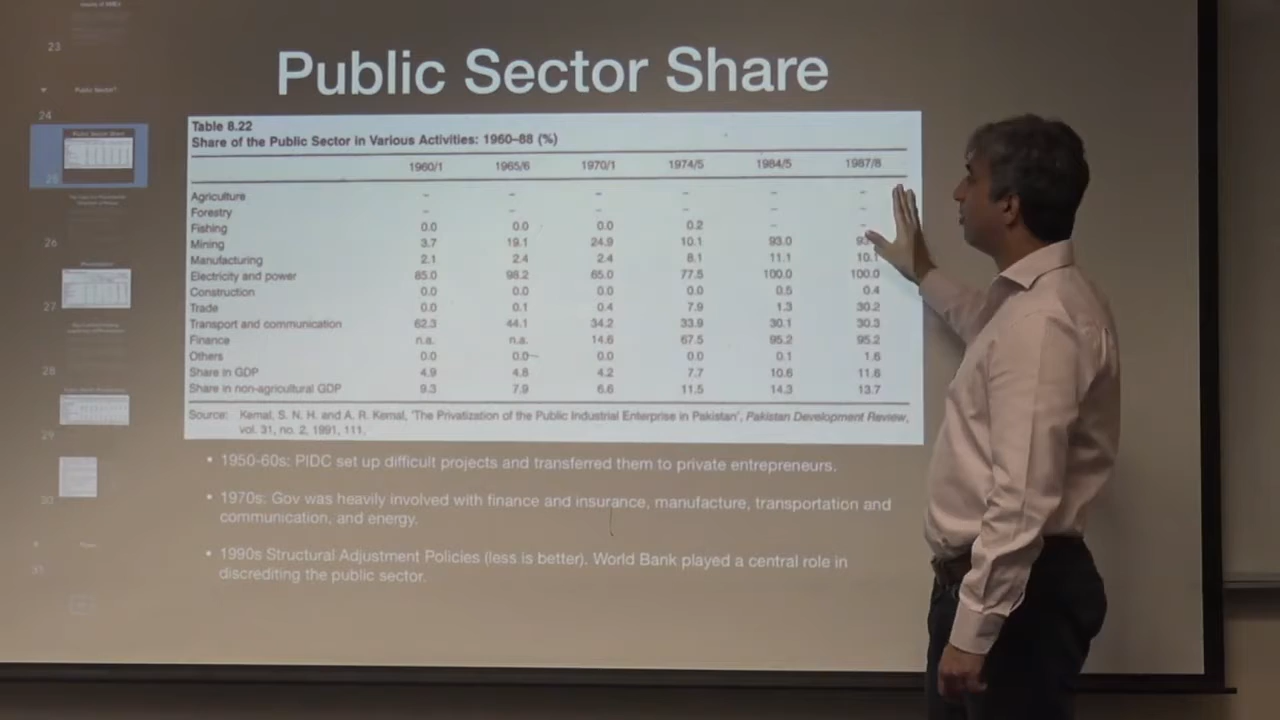 23
Public Sector?
24
25
26
27
28
29
30
31
Public Sector Share
Table 8.22
Share of the Public Sector in Various Activities: 1960–88 (%)
1960/1 1965/6 1970/1 1974/5 1984/5 1987/8
Agriculture – – – – – –
Forestry – – – – – –
Fishing 0.0 0.0 0.0 0.2 – –
Mining 3.7 19.1 24.9 10.1 93.0
Manufacturing 2.1 2.4 2.4 8.1 11.1 10.1
Electricity and power 85.0 98.2 65.0 77.5 100.0 100.0
Construction 0.0 0.0 0.0 0.0 0.5 0.4
Trade 0.0 0.1 0.4 7.9 1.3 30.2
Transport and communication 62.3 44.1 34.2 33.9 30.1 30.3
Finance n.a. n.a. 14.6 67.5 95.2 95.2
Others 0.0 0.0 0.0 0.0 0.1 1.6
Share in GDP 4.9 4.8 4.2 7.7 10.6 11.6
Share in non-agricultural GDP 9.3 7.9 6.6 11.5 14.3 13.7
Source: Kemal, S. N. H. and A. R. Kemal, 'The Privatization of the Public Industrial Enterprise in Pakistan', Pakistan Development Review,
vol. 31, no. 2, 1991, 111.
• 1950-60s: PIDC set up difficult projects and transferred them to private entrepreneurs.
• 1970s: Gov was heavily involved with finance and insurance, manufacture, transportation and
communication, and energy.
• 1990s Structural Adjustment Policies (less is better). World Bank played a central role in
discrediting the public sector.